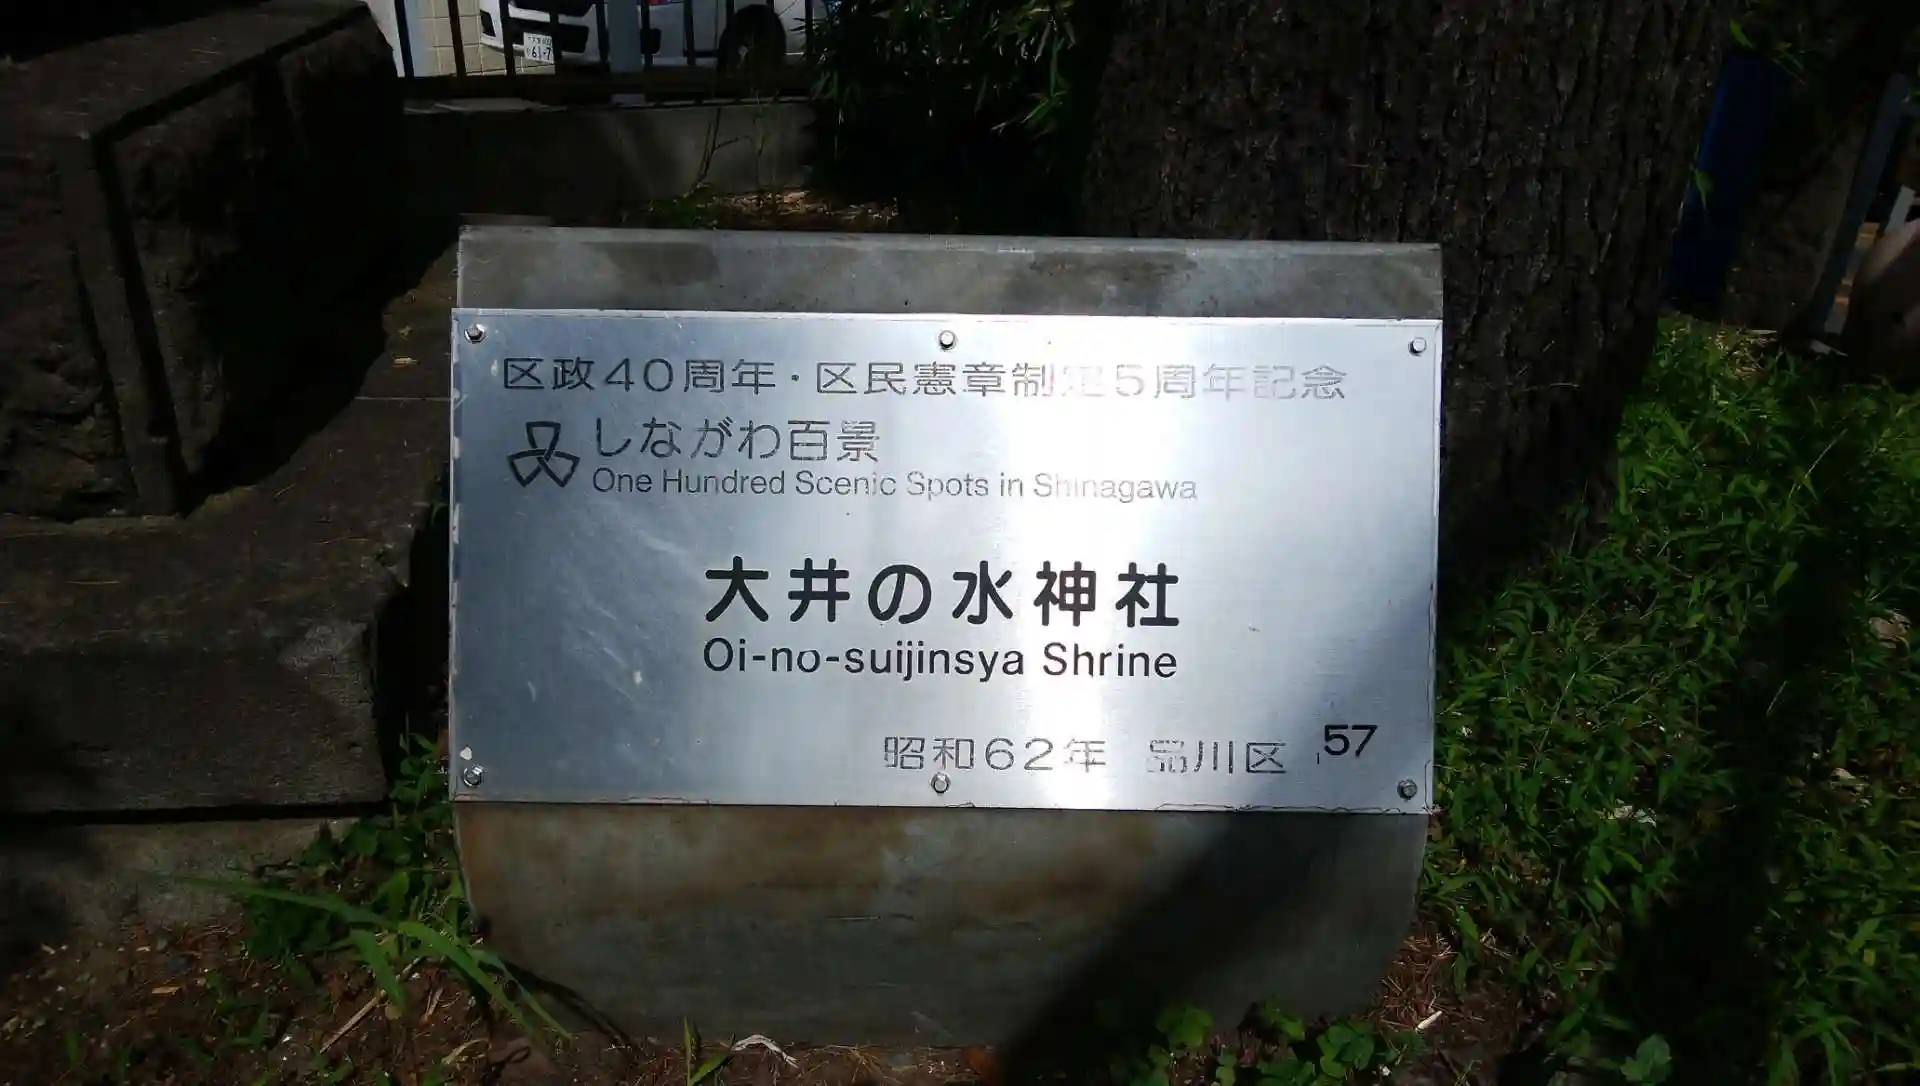 区政40周年・区民憲章制定5周年記念
しながわ百景
One Hundred Scenic Spots in Shinagawa
大井の水神社
Oi-no-suijinsya Shrine
昭和62年 品川区 57